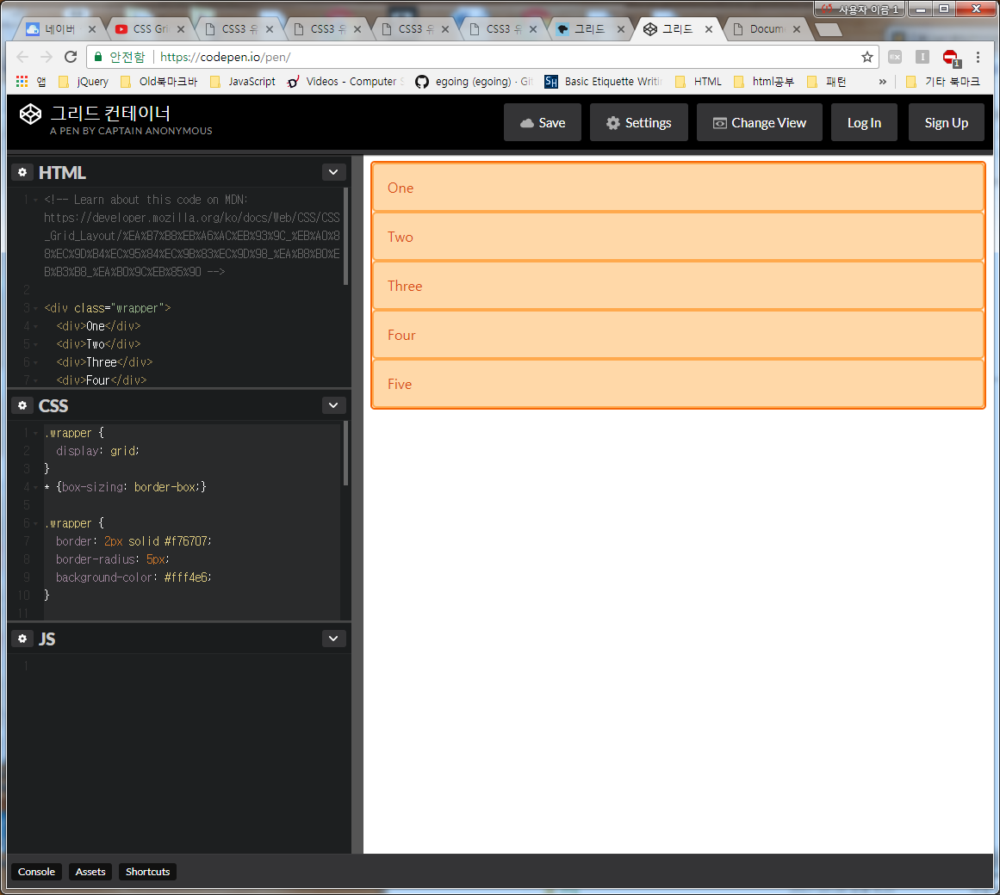 사용자 이름 1
네이버
CSS Gri
CSS3 유
CSS3 유
CSS3 유
CSS3 유
그리드
그리드
Docum
안전함
https://codepen.io/pen/
1
앱
jQuery
Old북마크바
JavaScript
Videos - Computer
egoing (egoing) · Git
SH
Basic Etiquette Writin
HTML
html공부
패턴
»
기타 북마크
그리드 컨테이너
A PEN BY CAPTAIN ANONYMOUS
Save
Settings
Change View
Log In
Sign Up
HTML
1 <!-- Learn about this code on MDN:
https://developer.mozilla.org/ko/docs/Web/CSS/CSS
_Grid_Layout/%EA%B7%B8%EB%A6%AC%EB%93%9C_%EB%A0%8
8%EC%9D%B4%EC%95%84%EC%9B%83%EC%9D%98_%EA%B8%B0%E
B%B3%B8_%EA%B0%9C%EB%85%90 -->
2
3 <div class="wrapper">
4 <div>One</div>
5 <div>Two</div>
6 <div>Three</div>
7 <div>Four</div>
CSS
1 .wrapper {
2 display: grid;
3 }
4 * {box-sizing: border-box;}
5
6 .wrapper {
7 border: 2px solid #f76707;
8 border-radius: 5px;
9 background-color: #fff4e6;
10 }
11
JS
1
One
Two
Three
Four
Five
Console
Assets
Shortcuts